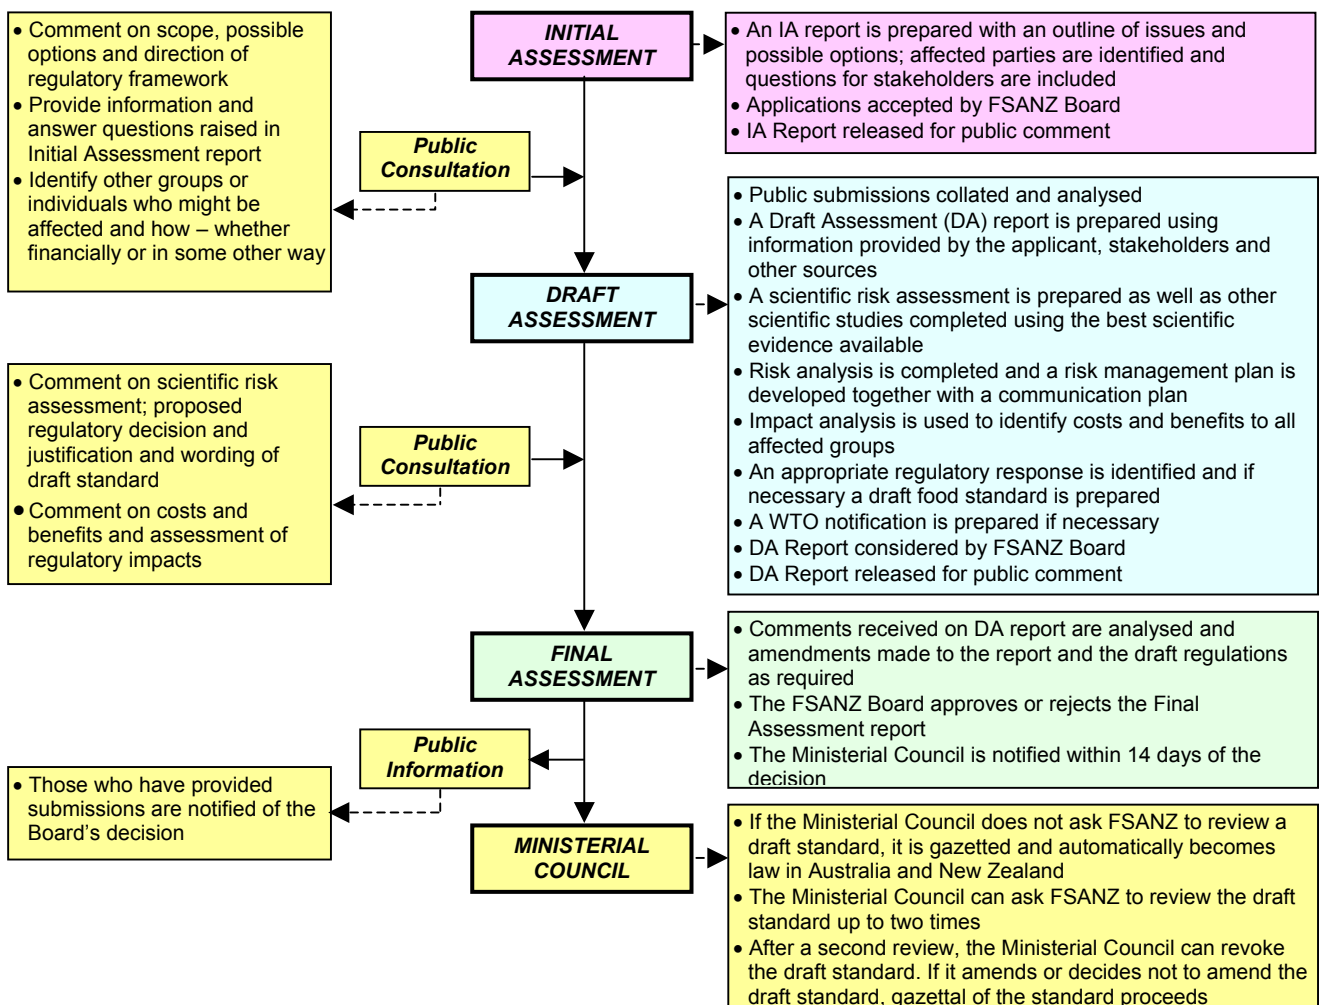 • Comment on scope, possible
options and direction of
regulatory framework
• Provide information and
answer questions raised in
Initial Assessment report
• Identify other groups or
individuals who might be
affected and how – whether
financially or in some other way
INITIAL
ASSESSMENT
• An IA report is prepared with an outline of issues and
possible options; affected parties are identified and
questions for stakeholders are included
• Applications accepted by FSANZ Board
• IA Report released for public comment
Public
Consultation
DRAFT
ASSESSMENT
• Public submissions collated and analysed
• A Draft Assessment (DA) report is prepared using
information provided by the applicant, stakeholders and
other sources
• A scientific risk assessment is prepared as well as other
scientific studies completed using the best scientific
evidence available
• Risk analysis is completed and a risk management plan is
developed together with a communication plan
• Impact analysis is used to identify costs and benefits to all
affected groups
• An appropriate regulatory response is identified and if
necessary a draft food standard is prepared
• A WTO notification is prepared if necessary
• DA Report considered by FSANZ Board
• DA Report released for public comment
• Comment on scientific risk
assessment; proposed
regulatory decision and
justification and wording of
draft standard
• Comment on costs and
benefits and assessment of
regulatory impacts
Public
Consultation
FINAL
ASSESSMENT
• Comments received on DA report are analysed and
amendments made to the report and the draft regulations
as required
• The FSANZ Board approves or rejects the Final
Assessment report
• The Ministerial Council is notified within 14 days of the
decision
Public
Information
• Those who have provided
submissions are notified of the
Board's decision
MINISTERIAL
COUNCIL
• If the Ministerial Council does not ask FSANZ to review a
draft standard, it is gazetted and automatically becomes
law in Australia and New Zealand
• The Ministerial Council can ask FSANZ to review the draft
standard up to two times
• After a second review, the Ministerial Council can revoke
the draft standard. If it amends or decides not to amend the
draft standard, gazettal of the standard proceeds